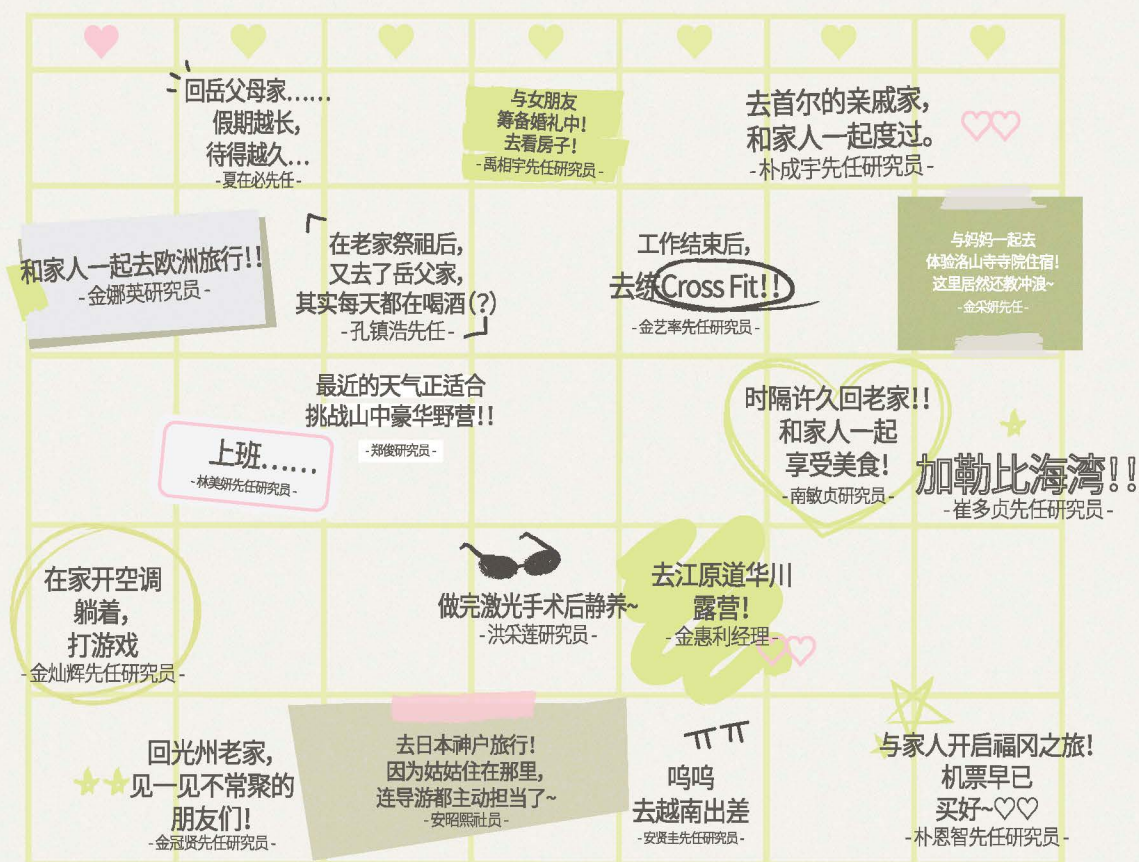 回岳父母家……
假期越长，
待得越久…
-夏在必先任-
与女朋友
筹备婚礼中！
去看房子！
-禹相宇先任研究员-
去首尔的亲戚家，
和家人一起度过。
-朴成宇先任研究员-
和家人一起去欧洲旅行！！
-金娜英研究员-
「在老家祭祖后，
又去了岳父家，
其实每天都在喝酒（？）
-孔镇浩先任-」
工作结束后，
去练Cross Fit！！
-金艺率先任研究员-
与妈妈一起去
体验洛山寺寺院住宿！
这里居然还教冲浪~
-金采妍先任-
上班……
-林美妍先任研究员-
最近的天气正适合
挑战山中豪华野营！！
-郑俊研究员-
时隔许久回老家！！
和家人一起
享受美食！
-南敏贞研究员-
加勒比海湾！！
-崔多贞先任研究员-
在家开空调
躺着，
打游戏
-金灿辉先任研究员-
做完激光手术后静养~
-洪采莲研究员-
去江原道华川
露营！
-金惠利经理-
回光州老家，
见一见不常聚的
朋友们！
-金冠贤先任研究员-
去日本神户旅行！
因为姑姑住在那里，
连导游都主动担当了~
-安昭熙社员-
ㅠㅠ
呜呜
去越南出差
-安贤圭先任研究员-
与家人开启福冈之旅！
机票早已
买好~♡♡
-朴恩智先任研究员-